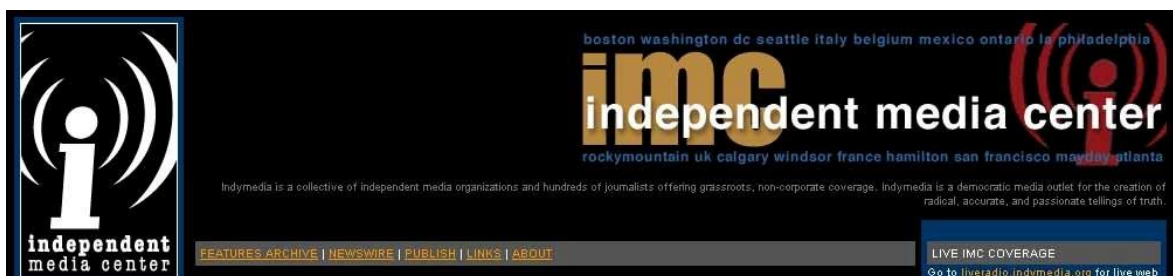 boston washington dc seattle italy belgium mexico ontario la philadelphia
imc
independent media center
rockymountain uk calgary windsor france hamilton san francisco mayday atlanta
Indymedia is a collective of independent media organizations and hundreds of journalists offering grassroots, non-corporate coverage. Indymedia is a democratic media outlet for the creation of
radical, accurate, and passionate tellings of truth.
i
independent
media center
FEATURES ARCHIVE | NEWSWIRE | PUBLISH | LINKS | ABOUT
LIVE IMC COVERAGE
Go to liveradio.indymedia.org for live web